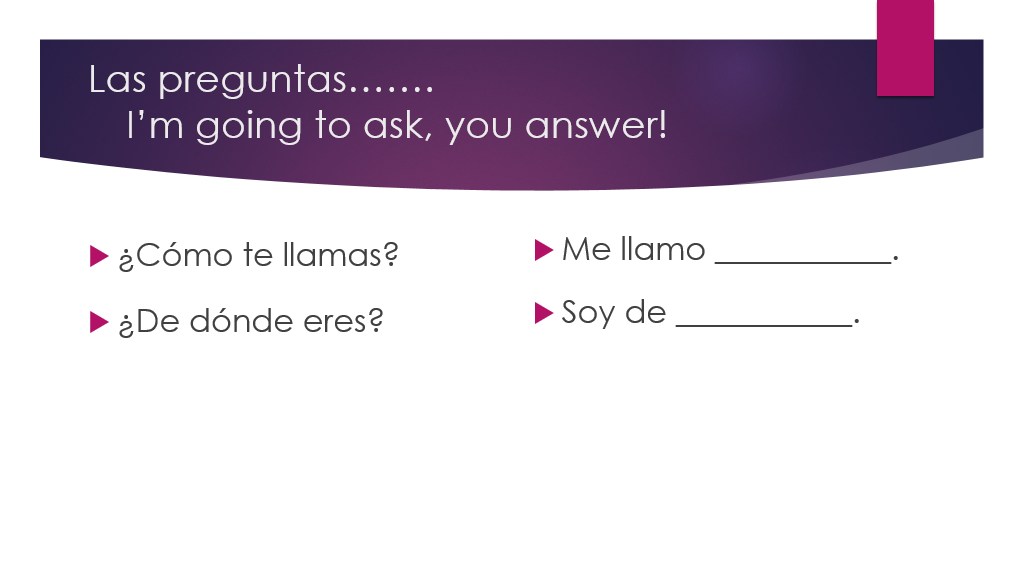 Las preguntas…….
I’m going to ask, you answer!
¿Cómo te llamas?
¿De dónde eres?
Me llamo ___________.
Soy de ___________.